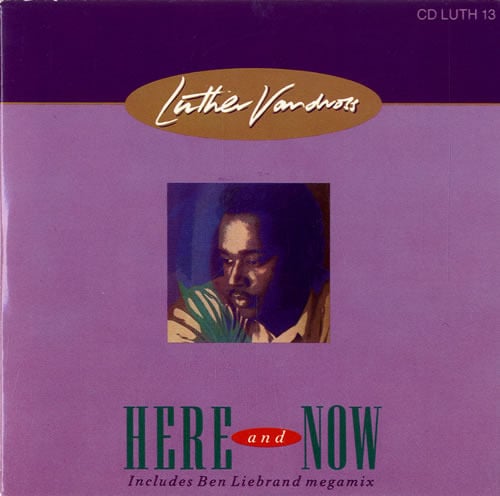 CD LUTH 13
Luther Vandross
HERE and NOW
Includes Ben Liebrand megamix